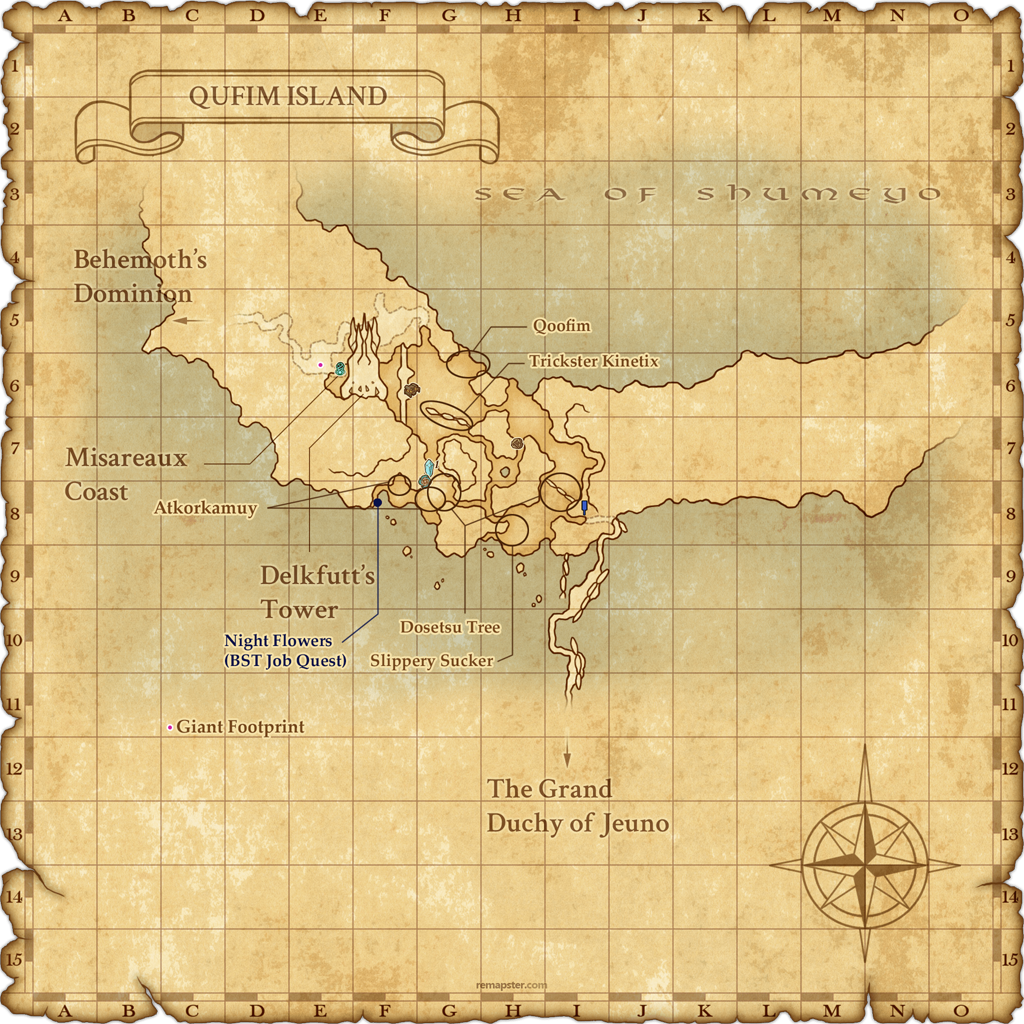 A B C D E F G H I J K L M N O
1 1
QUFIM ISLAND
2 2
3 3
SEA OF SHUMEYO
4 4
Behemoth's
Dominion
5 5
Qoofim
Trickster Kinetix
6 6
7 7
Misareaux
Coast
Atkorkamuy
8 8
9 9
Delkfutt's
Tower
Dosetsu Tree
10 10
Night Flowers
(BST Job Quest)
Slippery Sucker
11 11
Giant Footprint
12 12
The Grand
Duchy of Jeuno
13 13
14 14
15 15
remapster.com
A B C D E F G H I J K L M N O